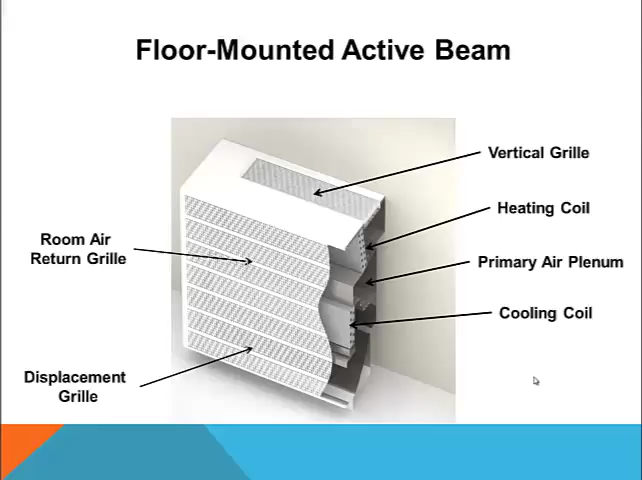 Floor-Mounted Active Beam
Vertical Grille
Heating Coil
Room Air
Return Grille
Primary Air Plenum
Cooling Coil
Displacement
Grille